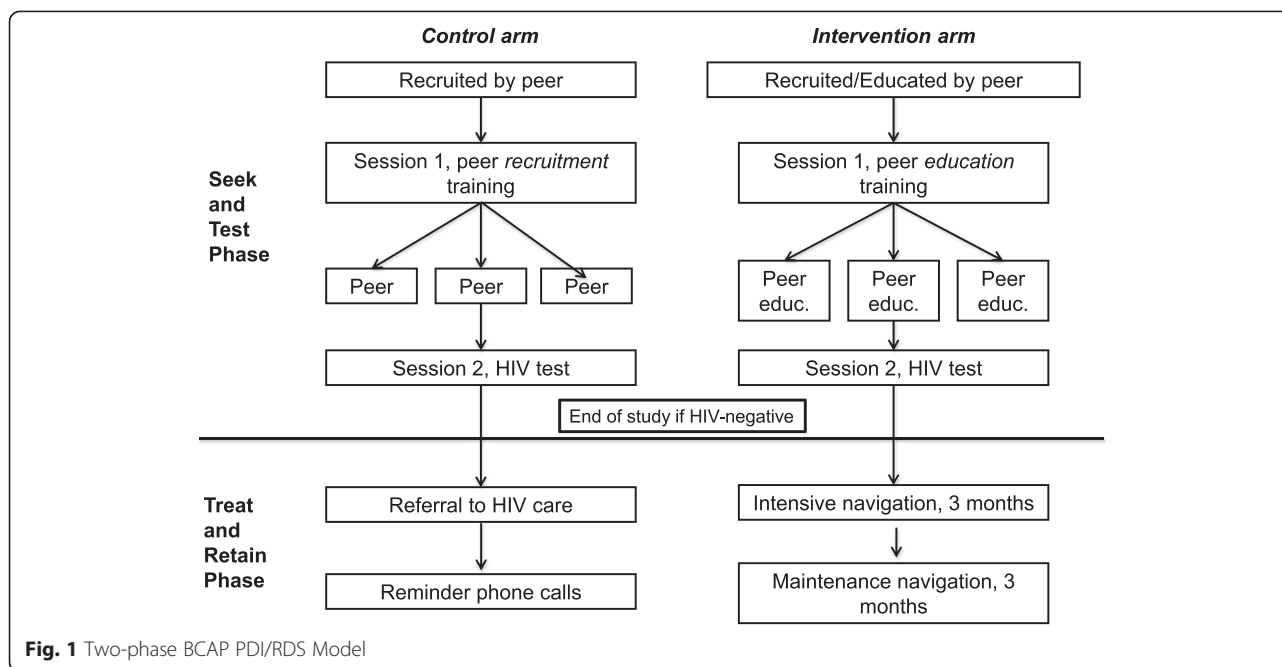 Control arm
Intervention arm
Recruited by peer
Recruited/Educated by peer
Seek
and
Test
Phase
Session 1, peer recruitment
training
Session 1, peer education
training
Peer
Peer
Peer
Peer
educ.
Peer
educ.
Peer
educ.
Session 2, HIV test
Session 2, HIV test
End of study if HIV-negative
Treat
and
Retain
Phase
Referral to HIV care
Intensive navigation, 3 months
Reminder phone calls
Maintenance navigation, 3
months
Fig. 1 Two-phase BCAP PDI/RDS Model